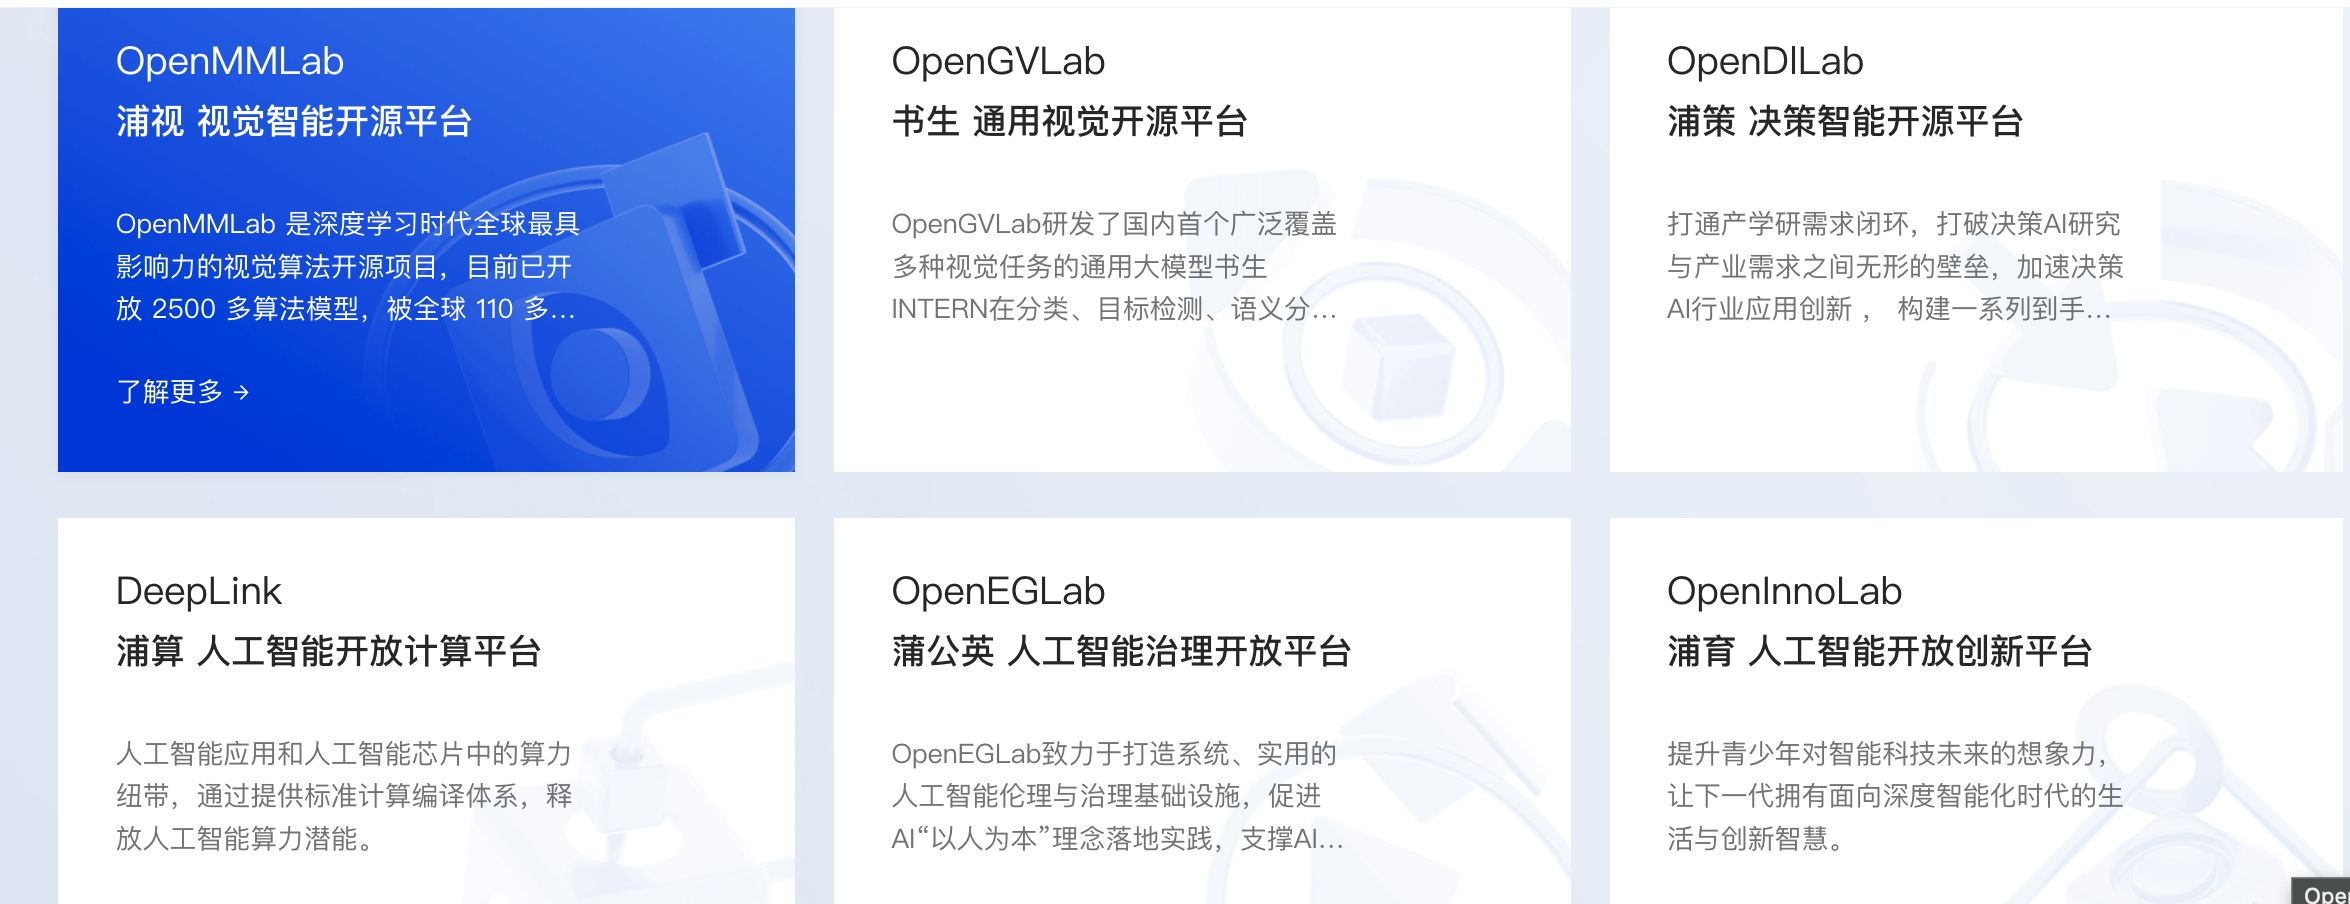 OpenMMLab
浦视 视觉智能开源平台
OpenMMLab 是深度学习时代全球最具
影响力的视觉算法开源项目，目前已开
放 2500 多算法模型，被全球 110 多...
了解更多 →
OpenGVLab
书生 通用视觉开源平台
OpenGVLab研发了国内首个广泛覆盖
多种视觉任务的通用大模型书生
INTERN在分类、目标检测、语义分...
OpenDILab
浦策 决策智能开源平台
打通产学研需求闭环，打破决策AI研究
与产业需求之间无形的壁垒，加速决策
AI行业应用创新 ， 构建一系列到手...
DeepLink
浦算 人工智能开放计算平台
人工智能应用和人工智能芯片中的算力
纽带，通过提供标准计算编译体系，释
放人工智能算力潜能。
OpenEGLab
蒲公英 人工智能治理开放平台
OpenEGLab致力于打造系统、实用的
人工智能伦理与治理基础设施，促进
AI“以人为本”理念落地实践，支撑AI...
OpenInnoLab
浦育 人工智能开放创新平台
提升青少年对智能科技未来的想象力，
让下一代拥有面向深度智能化时代的生
活与创新智慧。